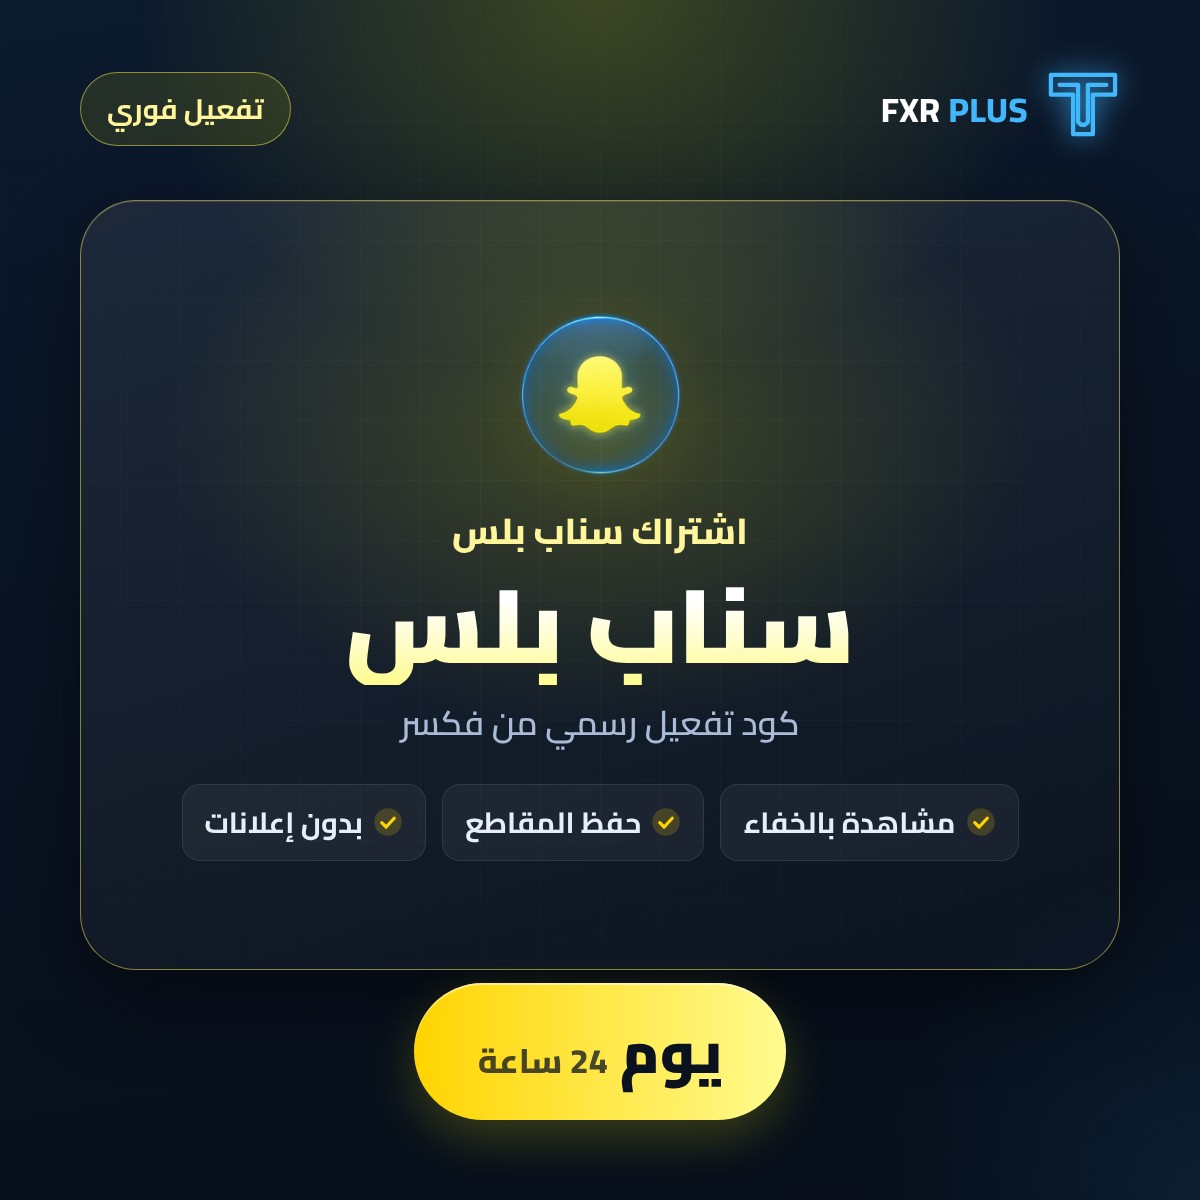 FXR PLUS
تفعيل فوري
اشتراك سناب بلس
سناب بلس
كود تفعيل رسمي من فكسر
مشاهدة بالخفاء
حفظ المقاطع
بدون إعلانات
يوم 24 ساعة